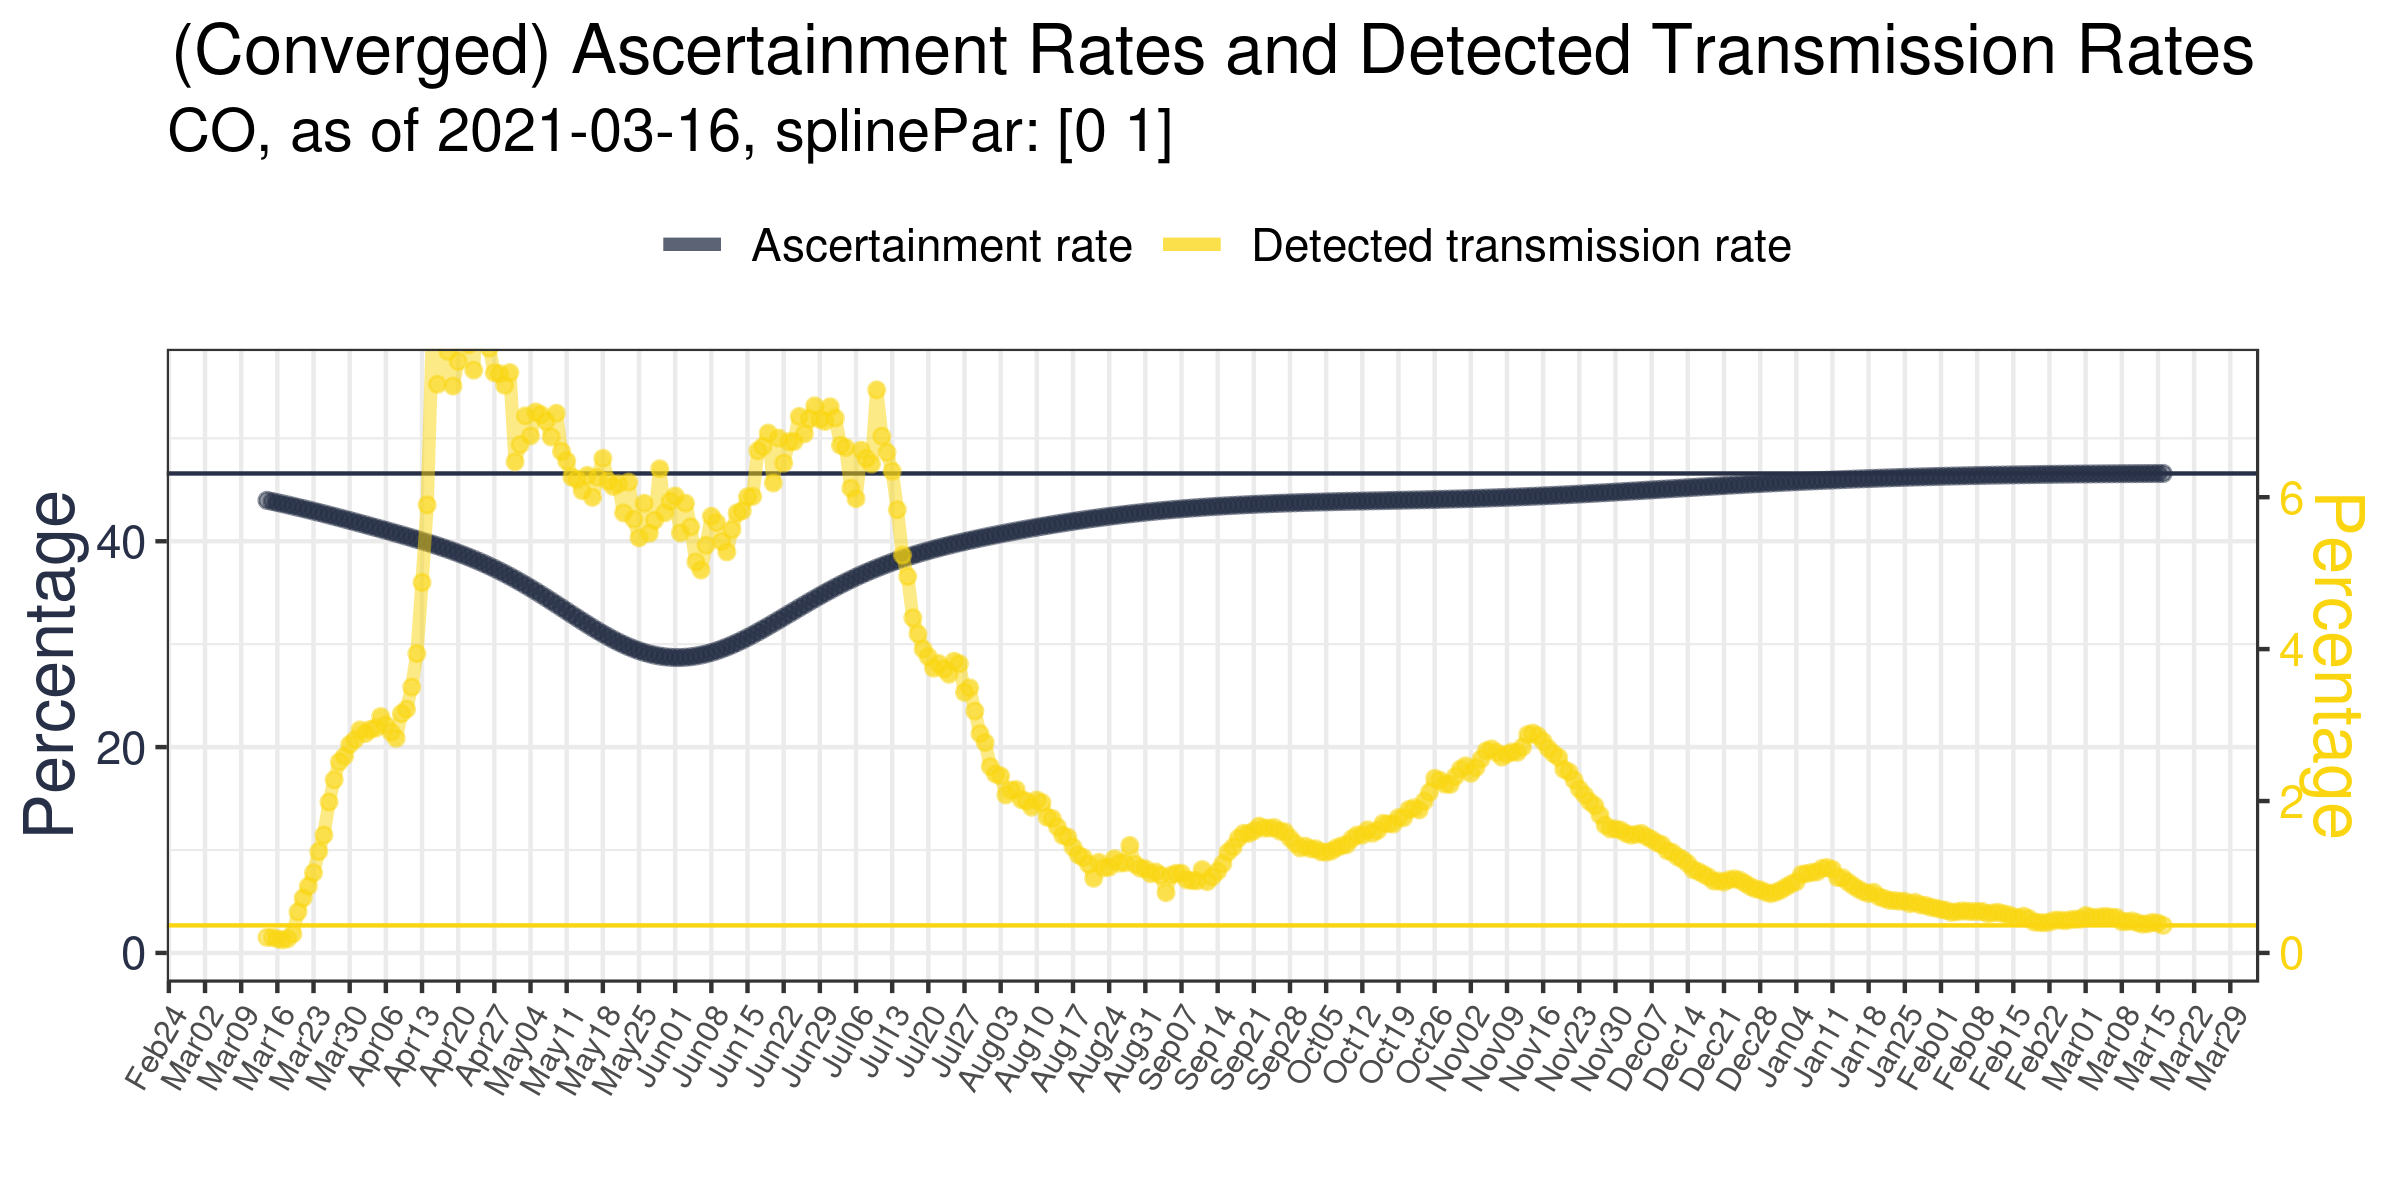 (Converged) Ascertainment Rates and Detected Transmission Rates
CO, as of 2021-03-16, splinePar: [0 1]
Ascertainment rate Detected transmission rate
Percentage
40
20
0
6
4
2
0
Percentage
Feb24 Mar02 Mar09 Mar16 Mar23 Mar30 Apr06 Apr13 Apr20 Apr27 May04 May11 May18 May25 Jun01 Jun08 Jun15 Jun22 Jun29 Jul06 Jul13 Jul20 Jul27 Aug03 Aug10 Aug17 Aug24 Aug31 Sep07 Sep14 Sep21 Sep28 Oct05 Oct12 Oct19 Oct26 Nov02 Nov09 Nov16 Nov23 Nov30 Dec07 Dec14 Dec21 Dec28 Jan04 Jan11 Jan18 Jan25 Feb01 Feb08 Feb15 Feb22 Mar01 Mar08 Mar15 Mar22 Mar29